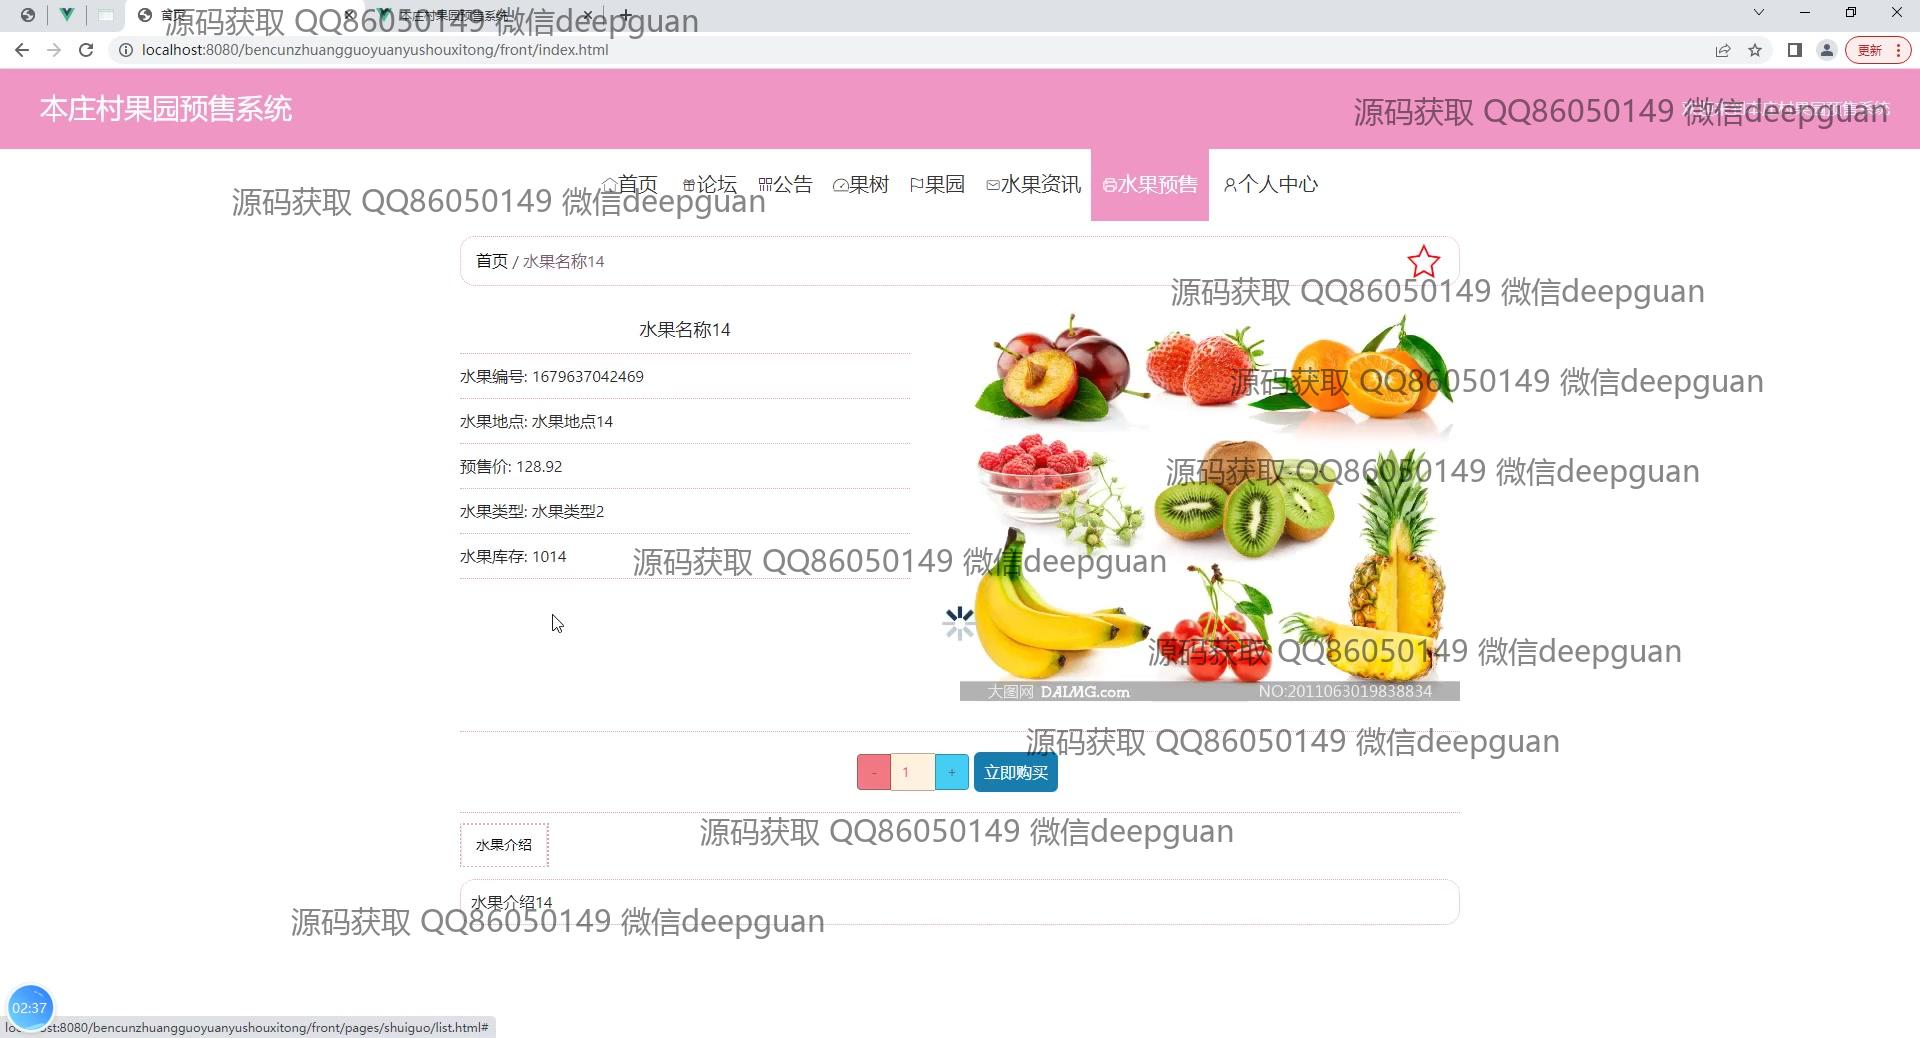 首页
本庄村果园预售系统
源码获取 QQ86050149 微信deepguan
localhost:8080/bencunzhuangguoyuanyushouxitong/front/index.html
更新
本庄村果园预售系统
源码获取 QQ86050149 微信deepguan
首页 论坛 公告 果树 果园 水果资讯 水果预售 个人中心
源码获取 QQ86050149 微信deepguan
首页 / 水果名称14
源码获取 QQ86050149 微信deepguan
水果名称14
水果编号: 1679637042469
源码获取 QQ86050149 微信deepguan
水果地点: 水果地点14
预售价: 128.92
源码获取 QQ86050149 微信deepguan
水果类型: 水果类型2
水果库存: 1014
源码获取 QQ86050149 微信deepguan
源码获取 QQ86050149 微信deepguan
大图网 DAIMG.com
NO:2011063019838834
源码获取 QQ86050149 微信deepguan
- 1 + 立即购买
源码获取 QQ86050149 微信deepguan
水果介绍
水果介绍14
源码获取 QQ86050149 微信deepguan
02:37
st:8080/bencunzhuangguoyuanyushouxitong/front/pages/shuiguo/list.html#